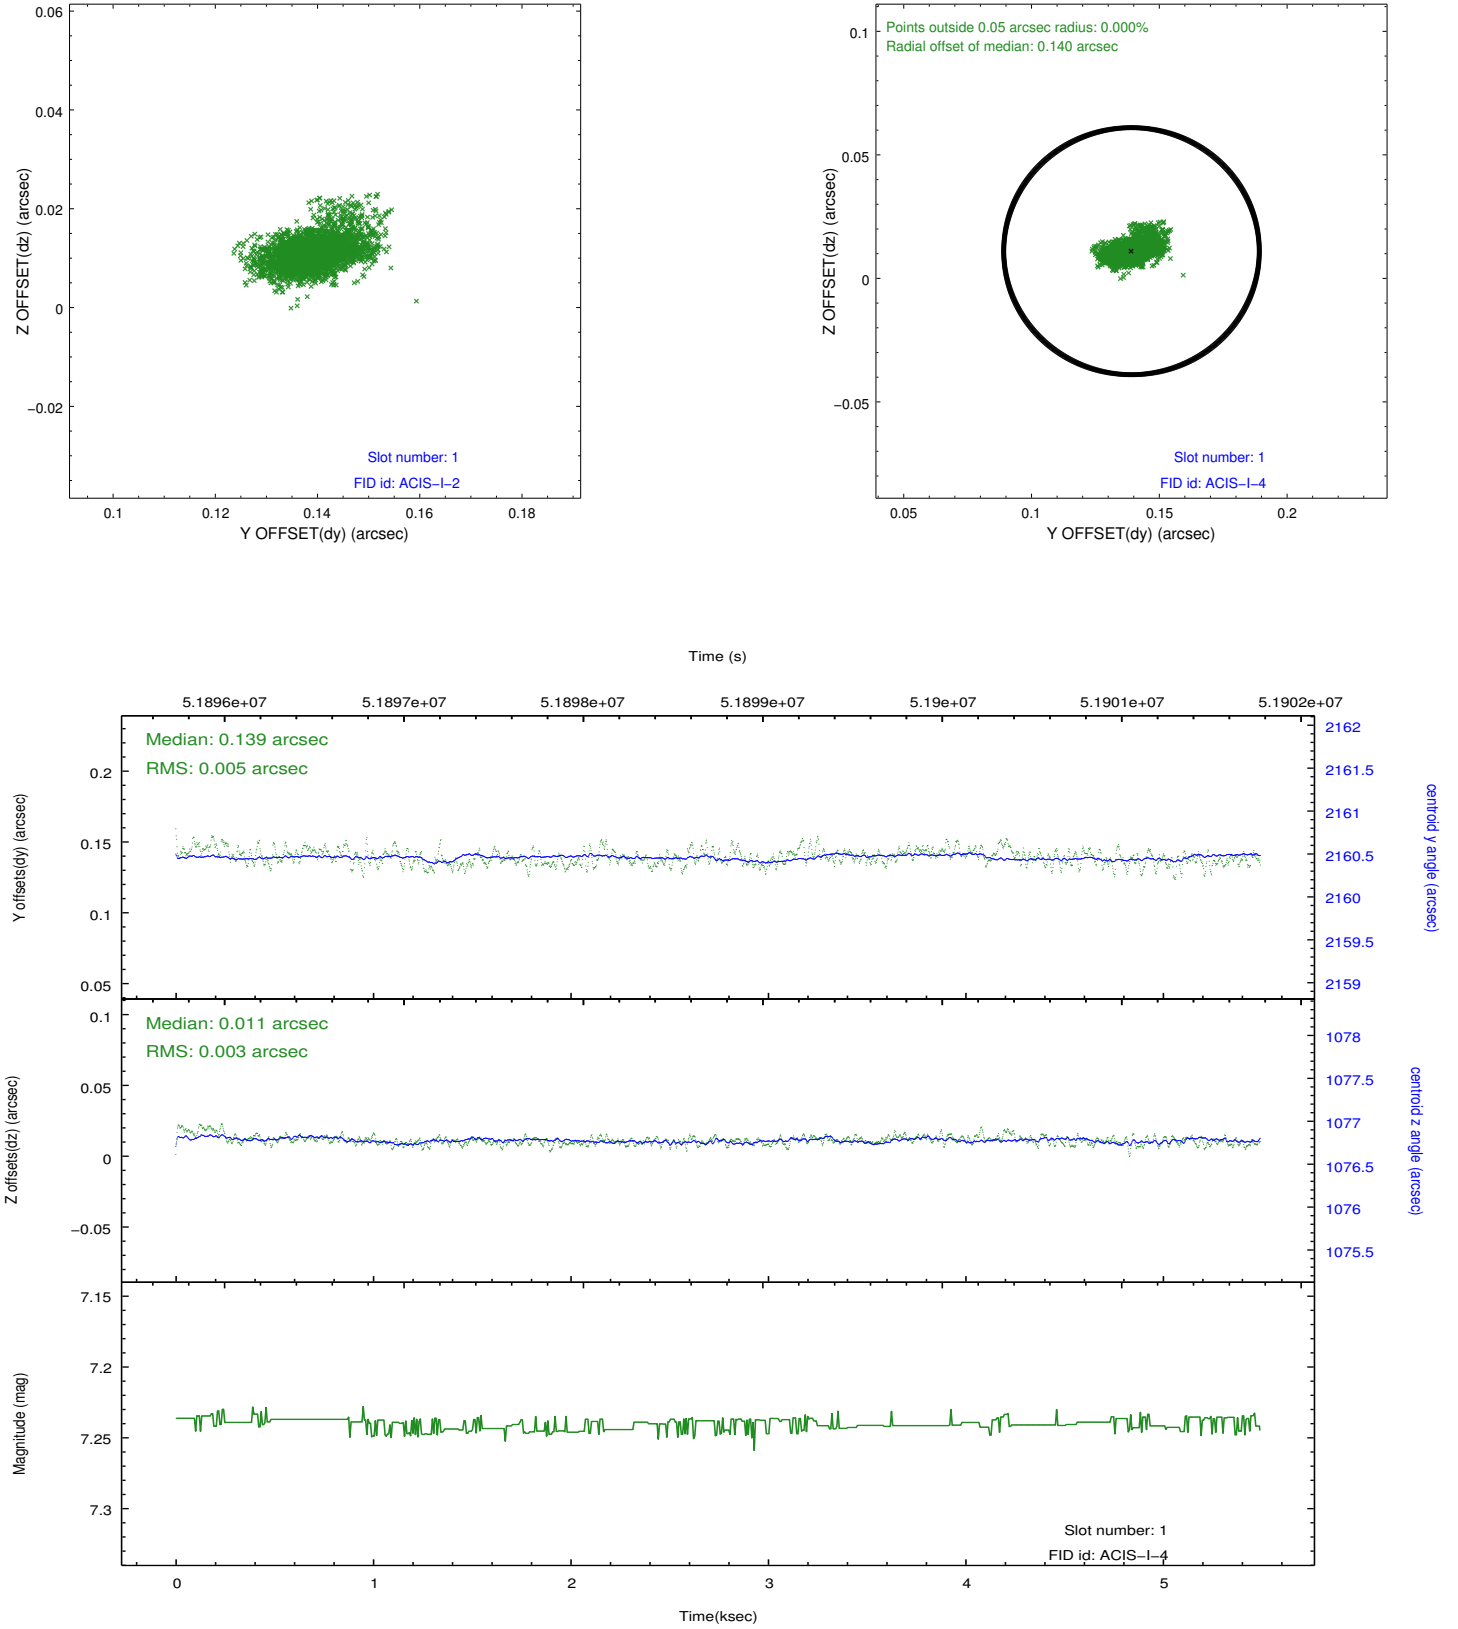 0.06
0.04
0.02
0
−0.02
Z OFFSET(dz) (arcsec)
Slot number: 1
FID id: ACIS−I−2
0.1 0.12 0.14 0.16 0.18
Y OFFSET(dy) (arcsec)
Points outside 0.05 arcsec radius: 0.000%
Radial offset of median: 0.140 arcsec
0.1
0.05
0
−0.05
Z OFFSET(dz) (arcsec)
Slot number: 1
FID id: ACIS−I−4
0.05 0.1 0.15 0.2
Y OFFSET(dy) (arcsec)
Time (s)
5.1896e+07 5.1897e+07 5.1898e+07 5.1899e+07 5.19e+07 5.1901e+07 5.1902e+07
Median: 0.139 arcsec
RMS: 0.005 arcsec
0.2
0.15
0.1
0.05
Y offsets(dy) (arcsec)
2162
2161.5
2161
2160.5
2160
2159.5
2159
centroid y angle (arcsec)
Median: 0.011 arcsec
RMS: 0.003 arcsec
0.1
0.05
0
−0.05
Z offsets(dz) (arcsec)
1078
1077.5
1077
1076.5
1076
1075.5
centroid z angle (arcsec)
7.15
7.2
7.25
7.3
Magnitude (mag)
Slot number: 1
FID id: ACIS−I−4
0 1 2 3 4 5
Time(ksec)